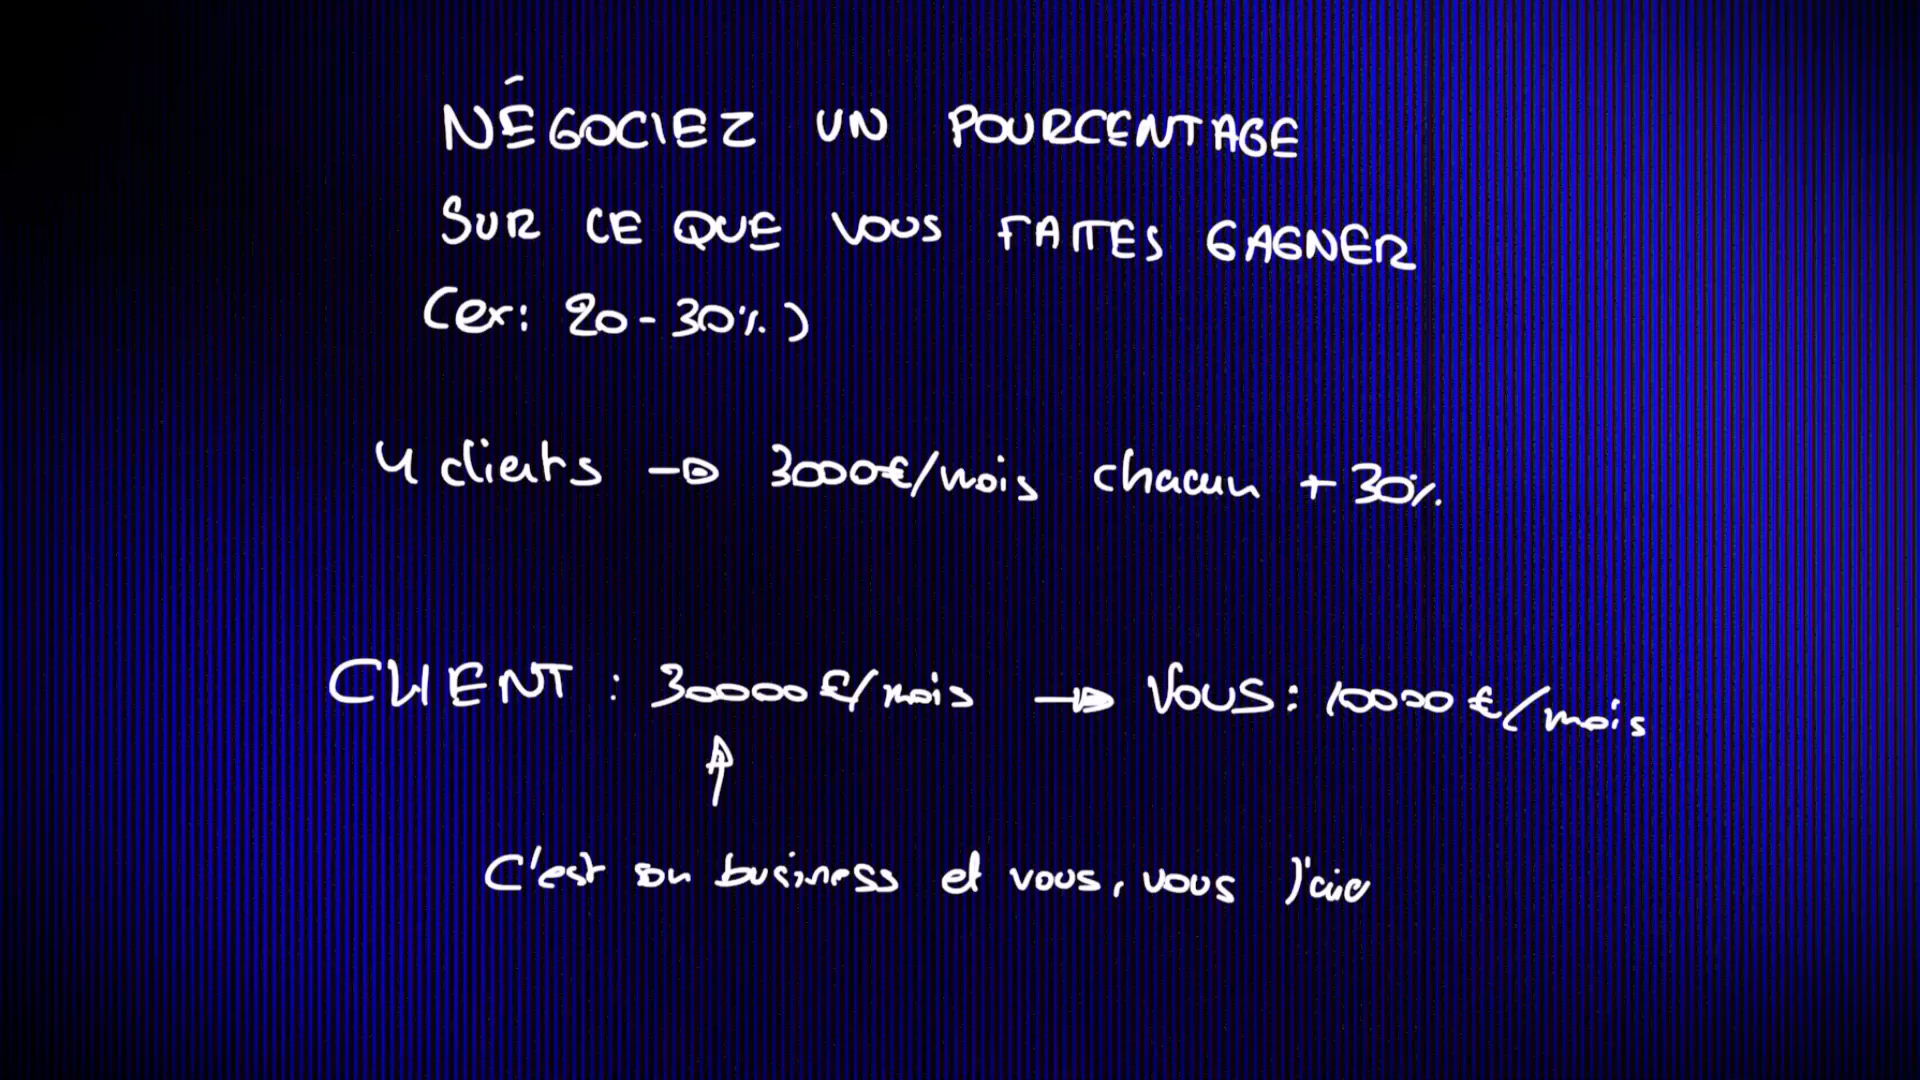 NÉGOCIEZ UN POURCENTAGE
SUR CE QUE VOUS FAITES GAGNER
(ex: 20-30%)
4 clients → 3000€/mois chacun + 30%
CLIENT : 30000€/mois → VOUS : 10000€/mois
↑
C'est son business et vous, vous